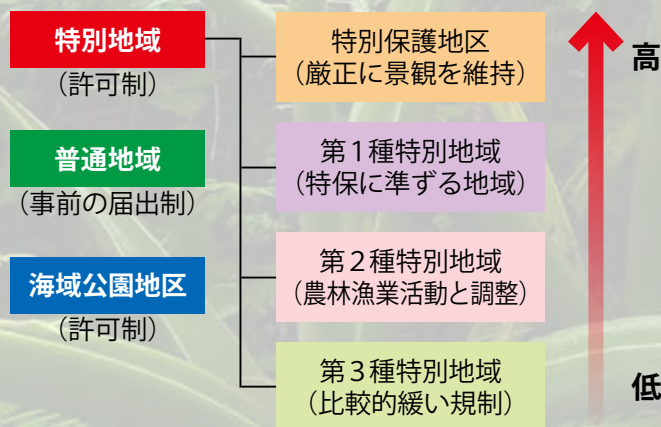 特別地域
(許可制)
普通地域
(事前の届出制)
海域公園地区
(許可制)
特別保護地区
(厳正に景観を維持)
第1種特別地域
(特保に準ずる地域)
第2種特別地域
(農林漁業活動と調整)
第3種特別地域
(比較的緩い規制)
高
低